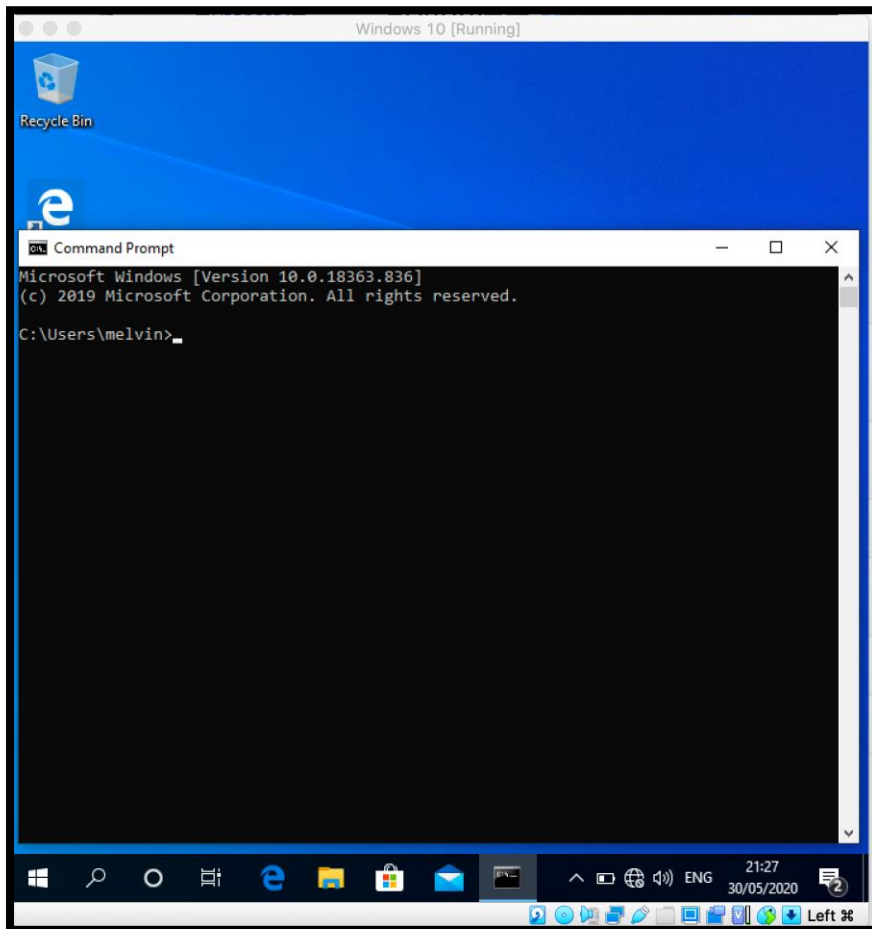 Windows 10 [Running]
Recycle Bin
Command Prompt
Microsoft Windows [Version 10.0.18363.836]
(c) 2019 Microsoft Corporation. All rights reserved.
C:\Users\melvin>
ENG
21:27
30/05/2020
2
Left ⌘